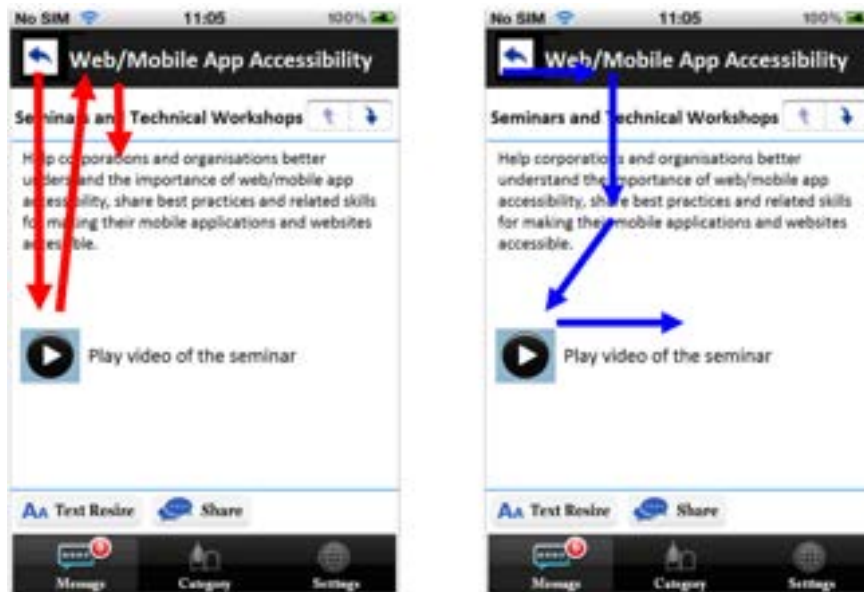 No SIM 11:05 100%
Web/Mobile App Accessibility
Seminars and Technical Workshops
Help corporations and organisations better
understand the importance of web/mobile app
accessibility, share best practices and related skills
for making their mobile applications and websites
accessible.
Play video of the seminar
AA Text Resize Share
Message Category Settings
No SIM 11:05 100%
Web/Mobile App Accessibility
Seminars and Technical Workshops
Help corporations and organisations better
understand the importance of web/mobile app
accessibility, share best practices and related skills
for making their mobile applications and websites
accessible.
Play video of the seminar
AA Text Resize Share
Message Category Settings